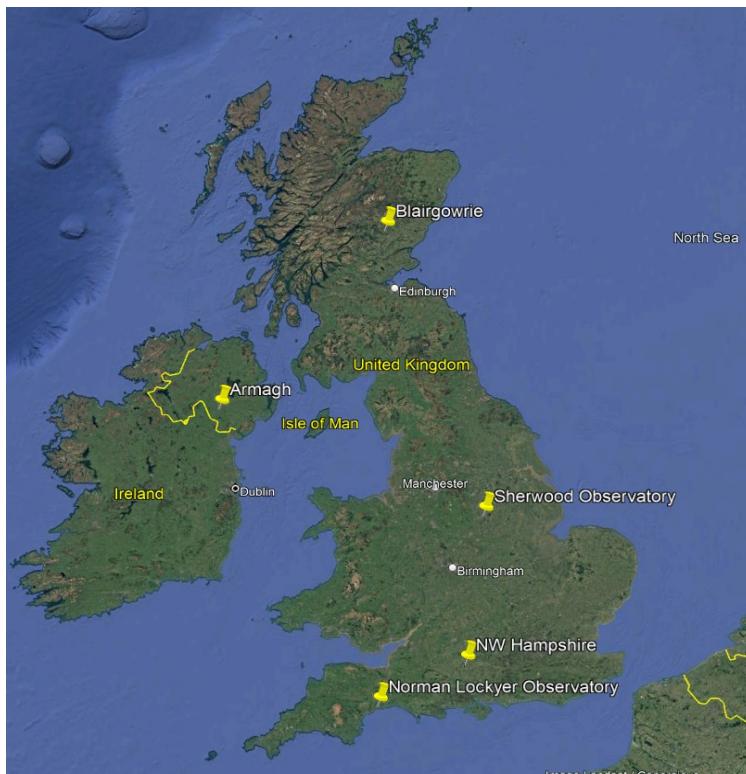 Blairgowrie
North Sea
Edinburgh
United Kingdom
Armagh
Isle of Man
Manchester
Ireland
Dublin
Sherwood Observatory
Birmingham
NW Hampshire
Norman Lockyer Observatory